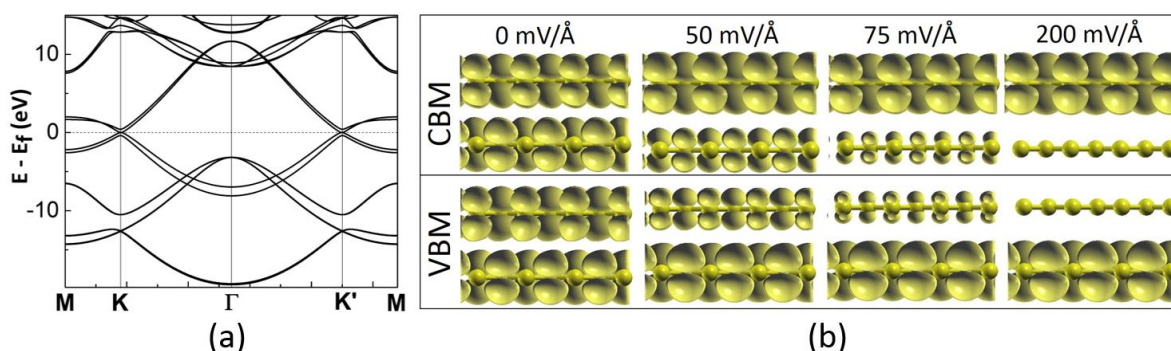 E - Ef (eV)
10
0
-10
M K Γ K' M
(a)
0 mV/Å 50 mV/Å 75 mV/Å 200 mV/Å
CBM
VBM
(b)